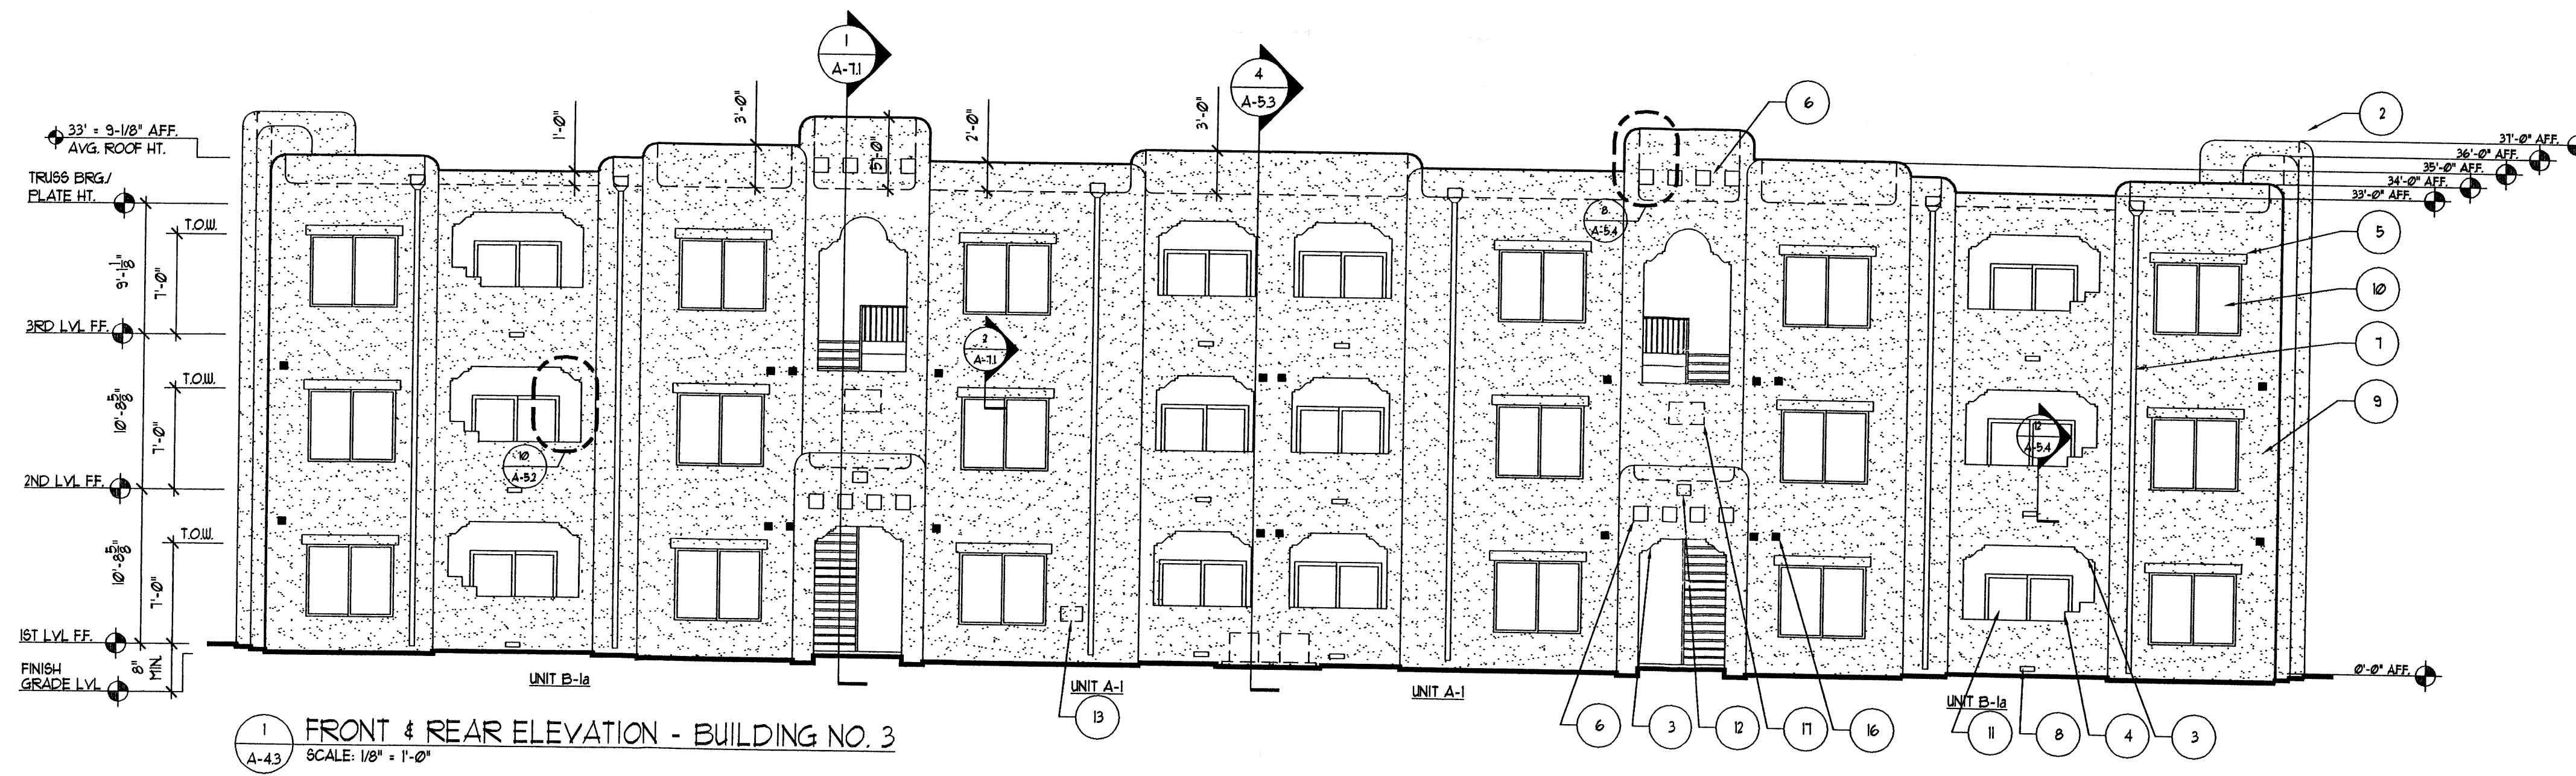 1
A-7.1
4
A-5.3
6
2
33' = 9-1/8" AFF.
AVG. ROOF HT.
1'-0"
3'-0"
5'-0"
2'-0"
3'-0"
37'-0" AFF.
36'-0" AFF.
35'-0" AFF.
34'-0" AFF.
33'-0" AFF.
TRUSS BRG./
PLATE HT.
T.O.W.
8
A-5.4
5
9'-1 1/8"
7'-0"
10
3RD LVL F.F.
2
A-7.1
7
T.O.W.
10'-8 5/8"
7'-0"
9
12
A-5.4
10
A-5.2
2ND LVL F.F.
T.O.W.
10'-8 5/8"
7'-0"
1ST LVL F.F.
8"
MIN.
FINISH
GRADE LVL
0'-0" AFF.
UNIT B-1a
UNIT A-1
UNIT A-1
UNIT B-1a
13
6
3
12
17
16
11
8
4
3
1
A-4.3
FRONT & REAR ELEVATION - BUILDING NO. 3
SCALE: 1/8" = 1'-0"